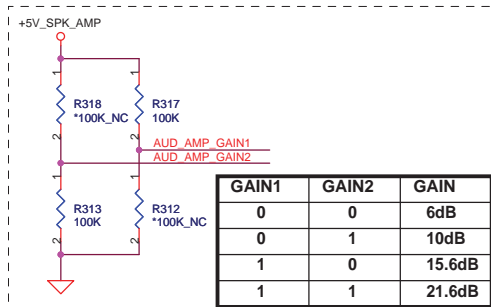 +5V_SPK_AMP
1
1
R318
*100K_NC
R317
100K
2
2
AUD_AMP_GAIN1
AUD_AMP_GAIN2
1
1
R313
100K
R312
*100K_NC
2
2
GAIN1 GAIN2 GAIN
0 0 6dB
0 1 10dB
1 0 15.6dB
1 1 21.6dB